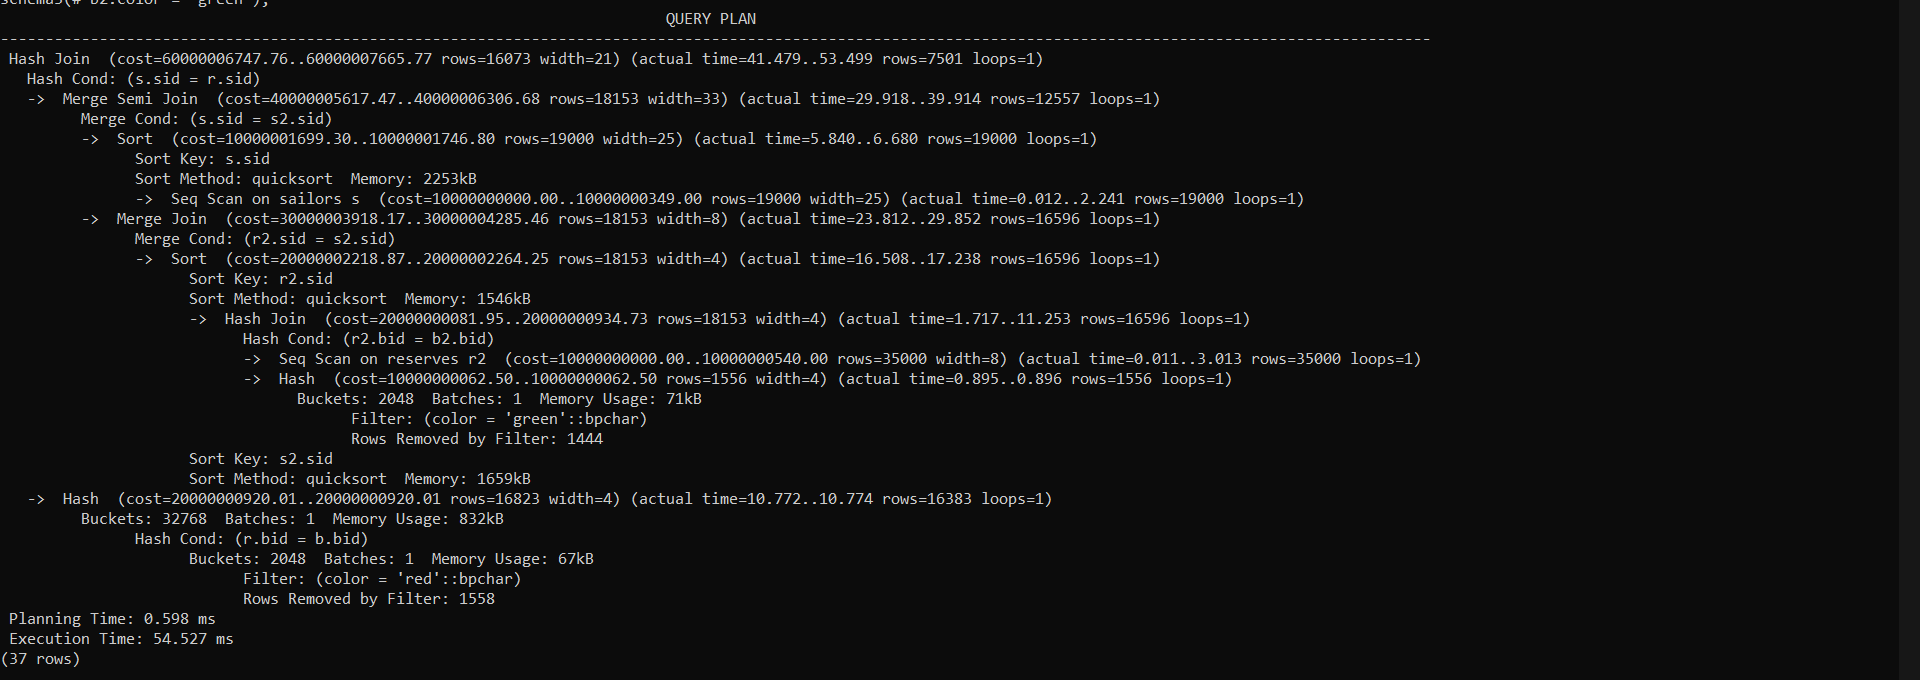 schema3(# b2.color = 'green');
QUERY PLAN
-----------------------------------------------------------------------------------------------------------------------------------------------------------
Hash Join  (cost=60000006747.76..60000007665.77 rows=16073 width=21) (actual time=41.479..53.499 rows=7501 loops=1)
Hash Cond: (s.sid = r.sid)
->  Merge Semi Join  (cost=40000005617.47..40000006306.68 rows=18153 width=33) (actual time=29.918..39.914 rows=12557 loops=1)
Merge Cond: (s.sid = s2.sid)
->  Sort  (cost=10000001699.30..10000001746.80 rows=19000 width=25) (actual time=5.840..6.680 rows=19000 loops=1)
Sort Key: s.sid
Sort Method: quicksort  Memory: 2253kB
->  Seq Scan on sailors s  (cost=10000000000.00..10000000349.00 rows=19000 width=25) (actual time=0.012..2.241 rows=19000 loops=1)
->  Merge Join  (cost=30000003918.17..30000004285.46 rows=18153 width=8) (actual time=23.812..29.852 rows=16596 loops=1)
Merge Cond: (r2.sid = s2.sid)
->  Sort  (cost=20000002218.87..20000002264.25 rows=18153 width=4) (actual time=16.508..17.238 rows=16596 loops=1)
Sort Key: r2.sid
Sort Method: quicksort  Memory: 1546kB
->  Hash Join  (cost=20000000081.95..20000000934.73 rows=18153 width=4) (actual time=1.717..11.253 rows=16596 loops=1)
Hash Cond: (r2.bid = b2.bid)
->  Seq Scan on reserves r2  (cost=10000000000.00..10000000540.00 rows=35000 width=8) (actual time=0.011..3.013 rows=35000 loops=1)
->  Hash  (cost=10000000062.50..10000000062.50 rows=1556 width=4) (actual time=0.895..0.896 rows=1556 loops=1)
Buckets: 2048  Batches: 1  Memory Usage: 71kB
Filter: (color = 'green'::bpchar)
Rows Removed by Filter: 1444
Sort Key: s2.sid
Sort Method: quicksort  Memory: 1659kB
->  Hash  (cost=20000000920.01..20000000920.01 rows=16823 width=4) (actual time=10.772..10.774 rows=16383 loops=1)
Buckets: 32768  Batches: 1  Memory Usage: 832kB
Hash Cond: (r.bid = b.bid)
Buckets: 2048  Batches: 1  Memory Usage: 67kB
Filter: (color = 'red'::bpchar)
Rows Removed by Filter: 1558
Planning Time: 0.598 ms
Execution Time: 54.527 ms
(37 rows)